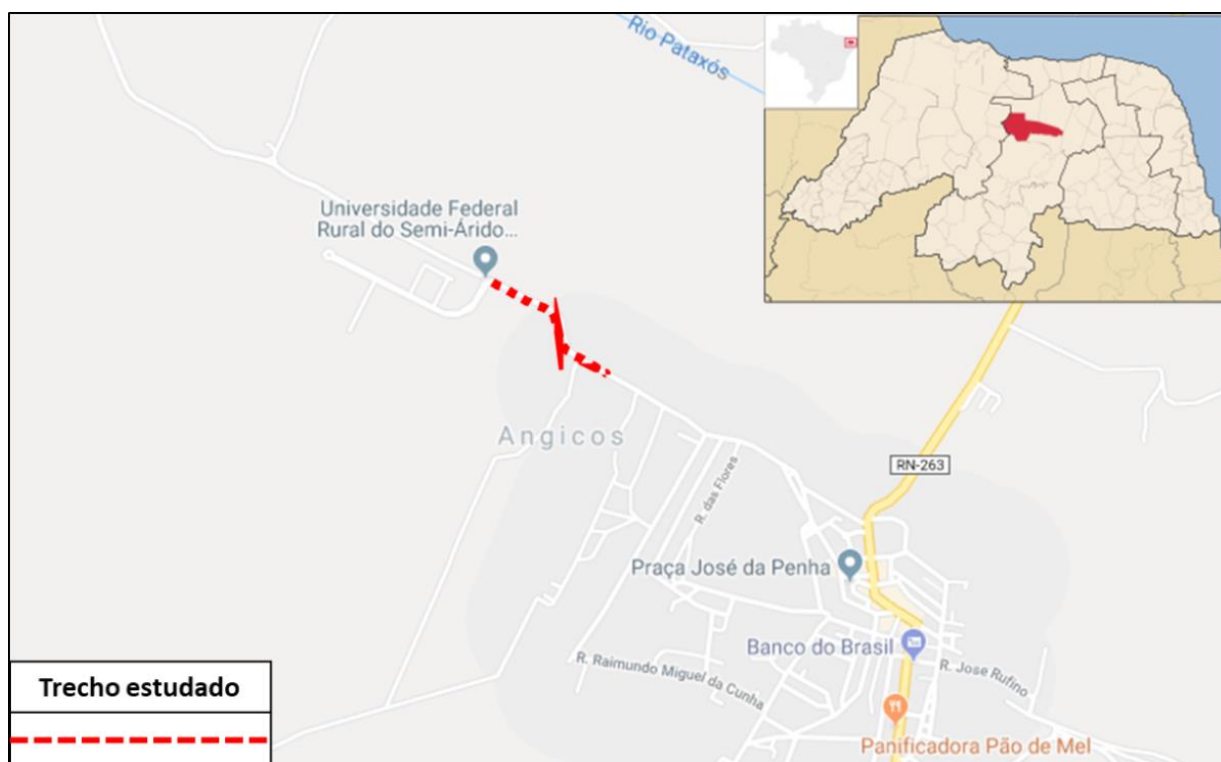 Rio Pataxós
Universidade Federal
Rural do Semi-Árido...
Angicos
RN-263
R. das Flores
Praça José da Penha
Banco do Brasil
R. Raimundo Miguel da Cunha
R. Jose Rufino
Trecho estudado
Panificadora Pão de Mel